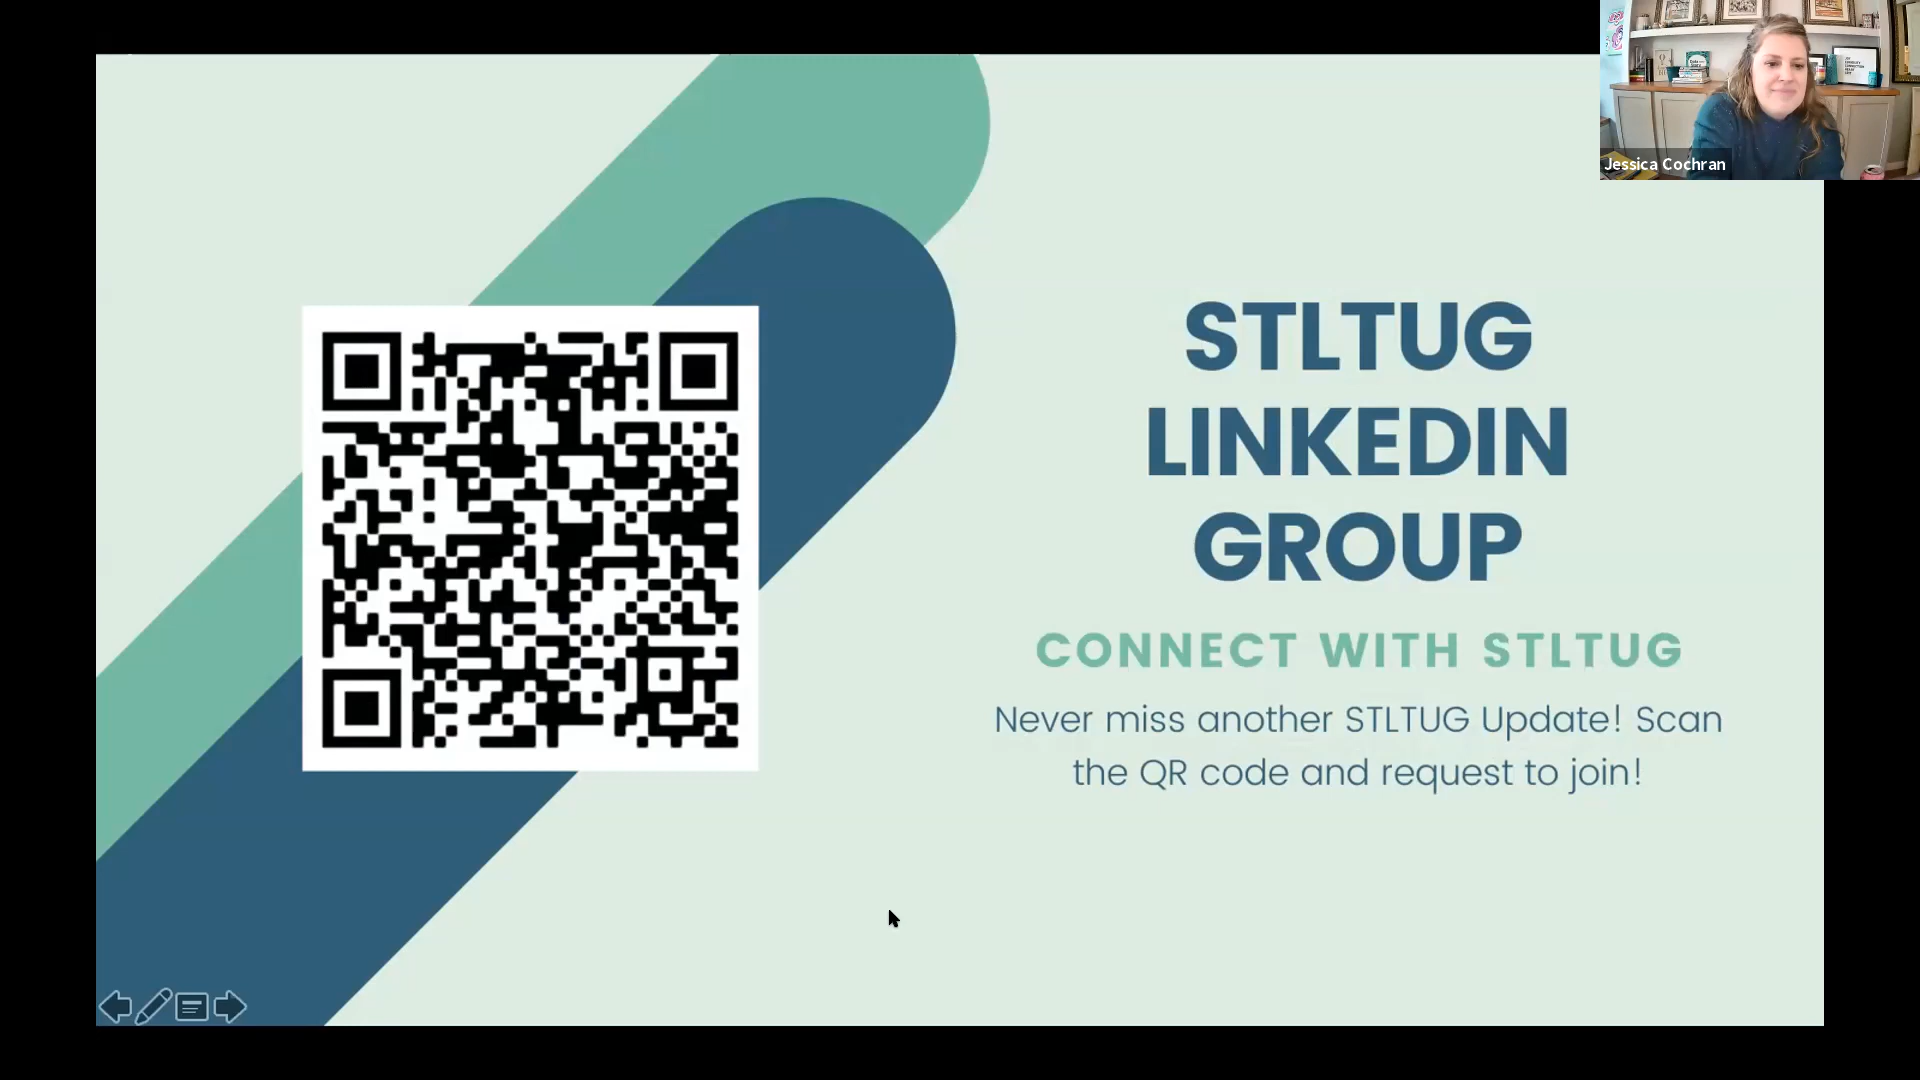 Jessica Cochran
STLTUG
LINKEDIN
GROUP
CONNECT WITH STLTUG
Never miss another STLTUG Update! Scan
the QR code and request to join!